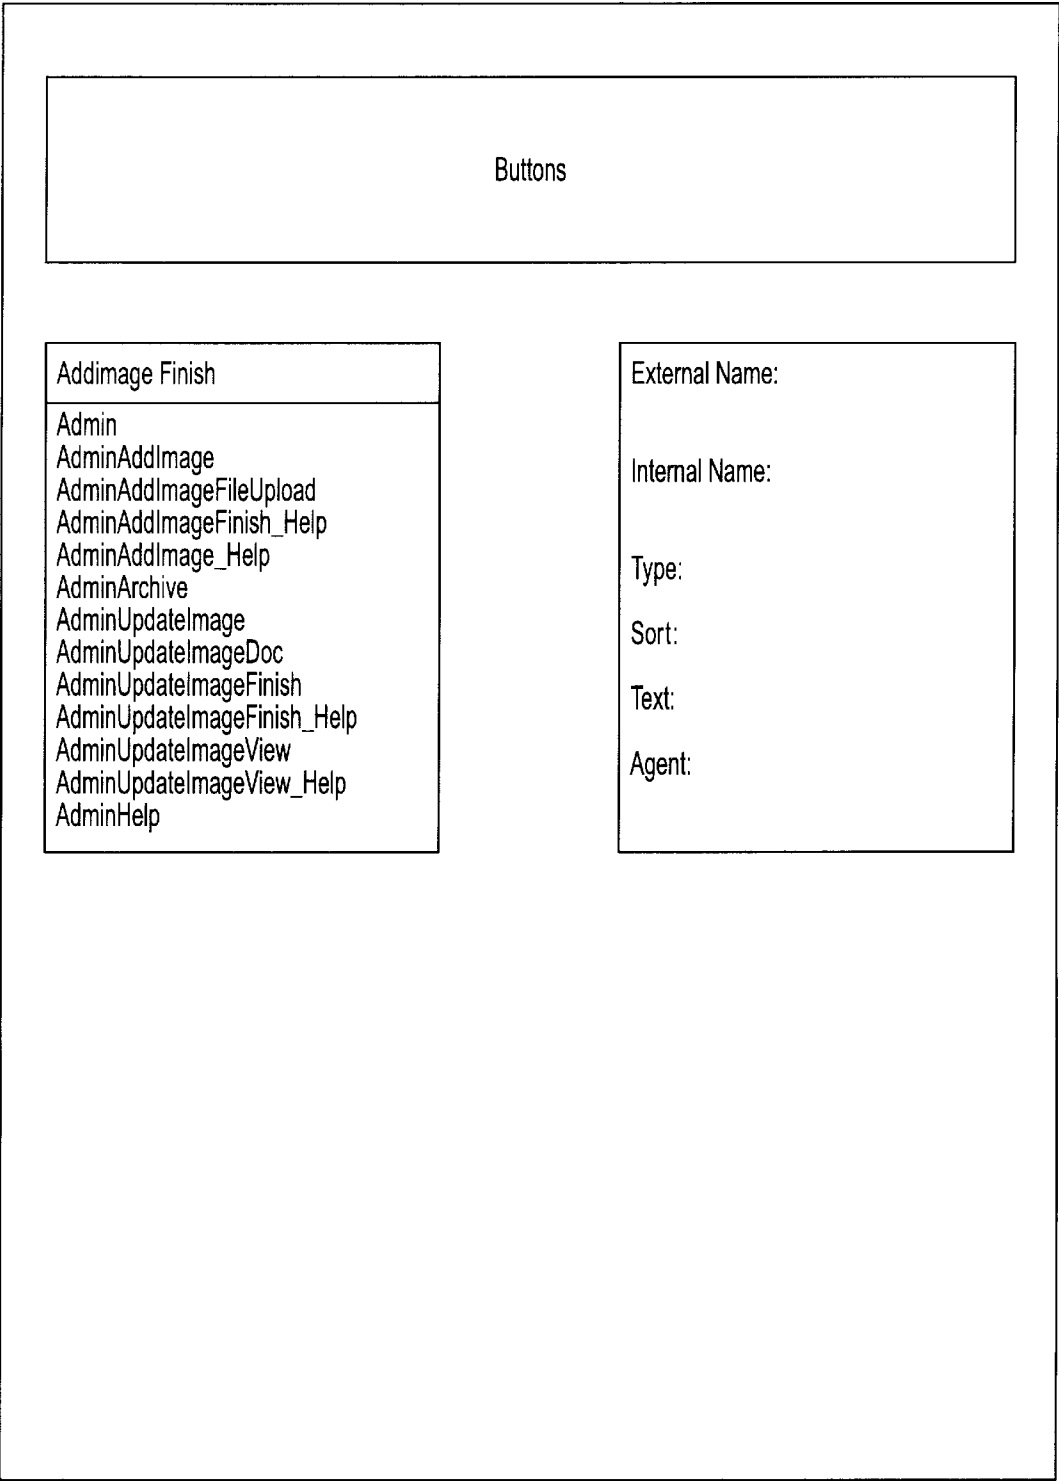 Buttons
Addimage Finish
Admin
AdminAddImage
AdminAddImageFileUpload
AdminAddImageFinish_Help
AdminAddImage_Help
AdminArchive
AdminUpdateImage
AdminUpdateImageDoc
AdminUpdateImageFinish
AdminUpdateImageFinish_Help
AdminUpdateImageView
AdminUpdateImageView_Help
AdminHelp
External Name:
Internal Name:
Type:
Sort:
Text:
Agent: